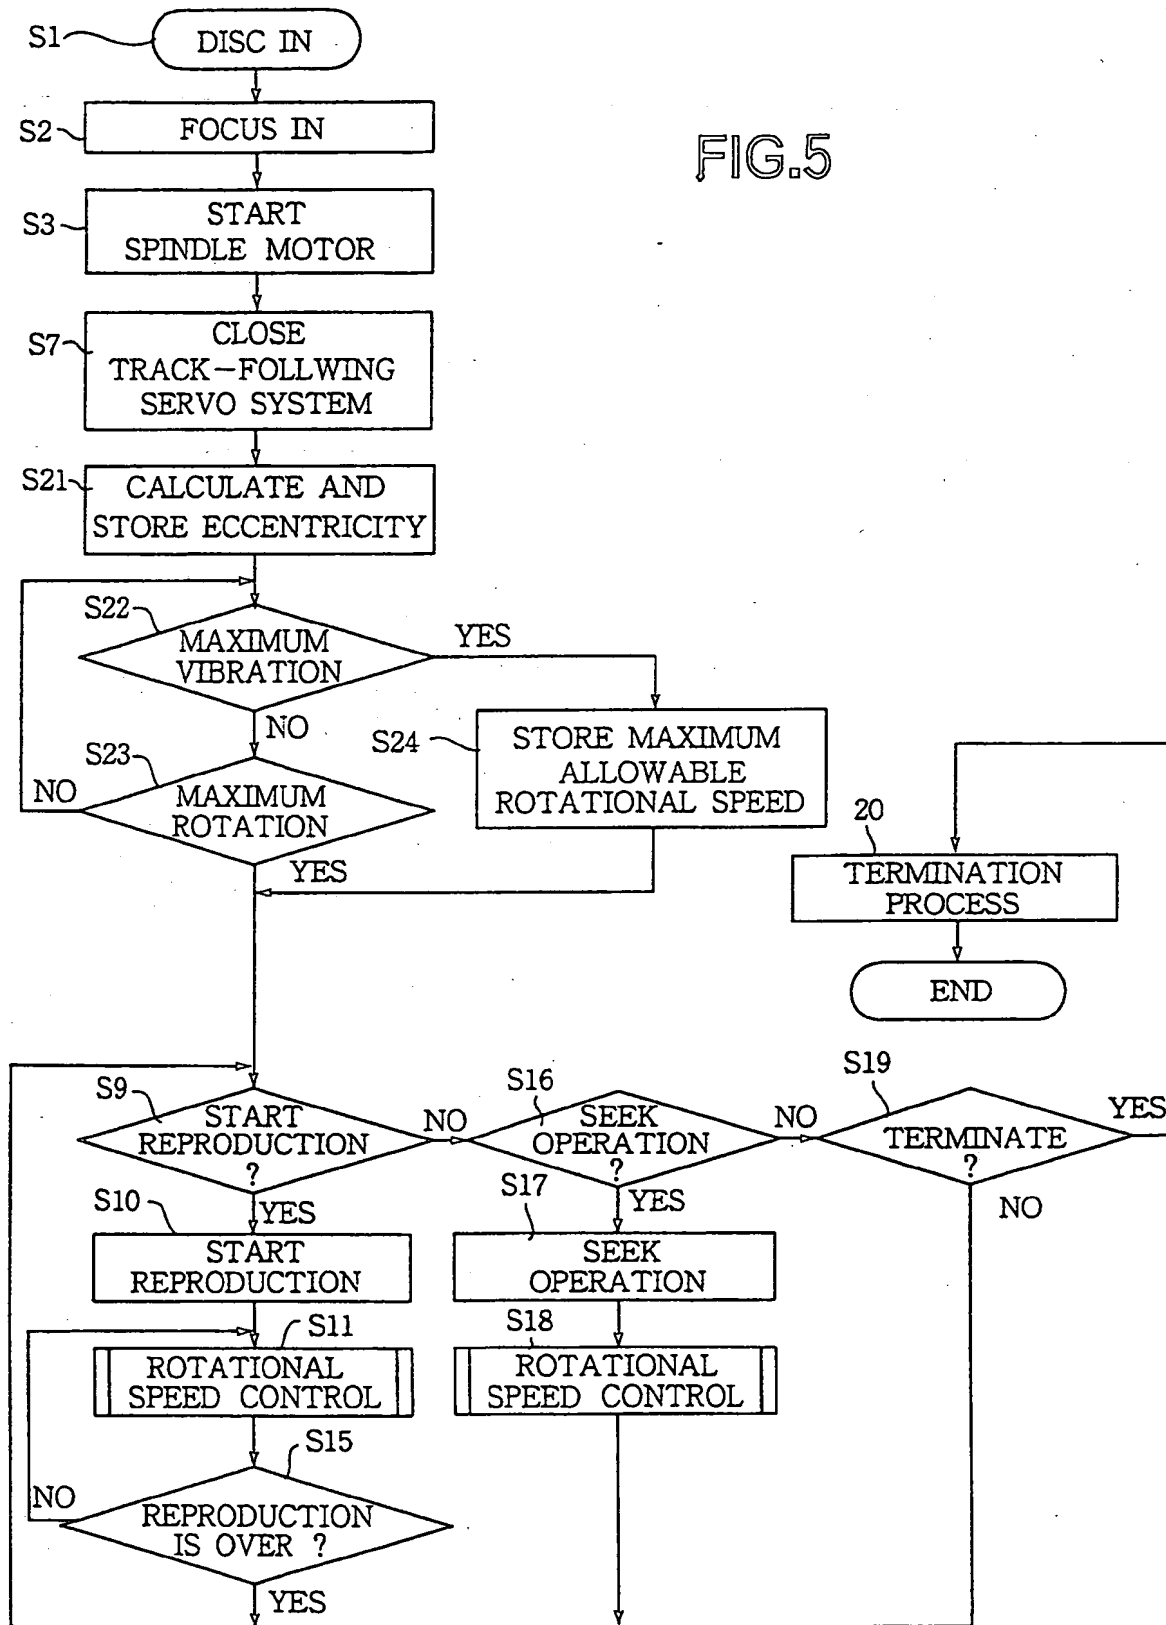 S1
DISC IN
S2
FOCUS IN
FIG.5
S3
START
SPINDLE MOTOR
S7
CLOSE
TRACK-FOLLWING
SERVO SYSTEM
S21
CALCULATE AND
STORE ECCENTRICITY
S22
MAXIMUM
VIBRATION
YES
NO
S23
MAXIMUM
ROTATION
NO
YES
S24
STORE MAXIMUM
ALLOWABLE
ROTATIONAL SPEED
20
TERMINATION
PROCESS
END
S9
START
REPRODUCTION
?
NO
YES
S16
SEEK
OPERATION
?
NO
YES
S19
TERMINATE
?
YES
NO
S10
START
REPRODUCTION
S17
SEEK
OPERATION
S11
ROTATIONAL
SPEED CONTROL
S18
ROTATIONAL
SPEED CONTROL
S15
REPRODUCTION
IS OVER ?
NO
YES